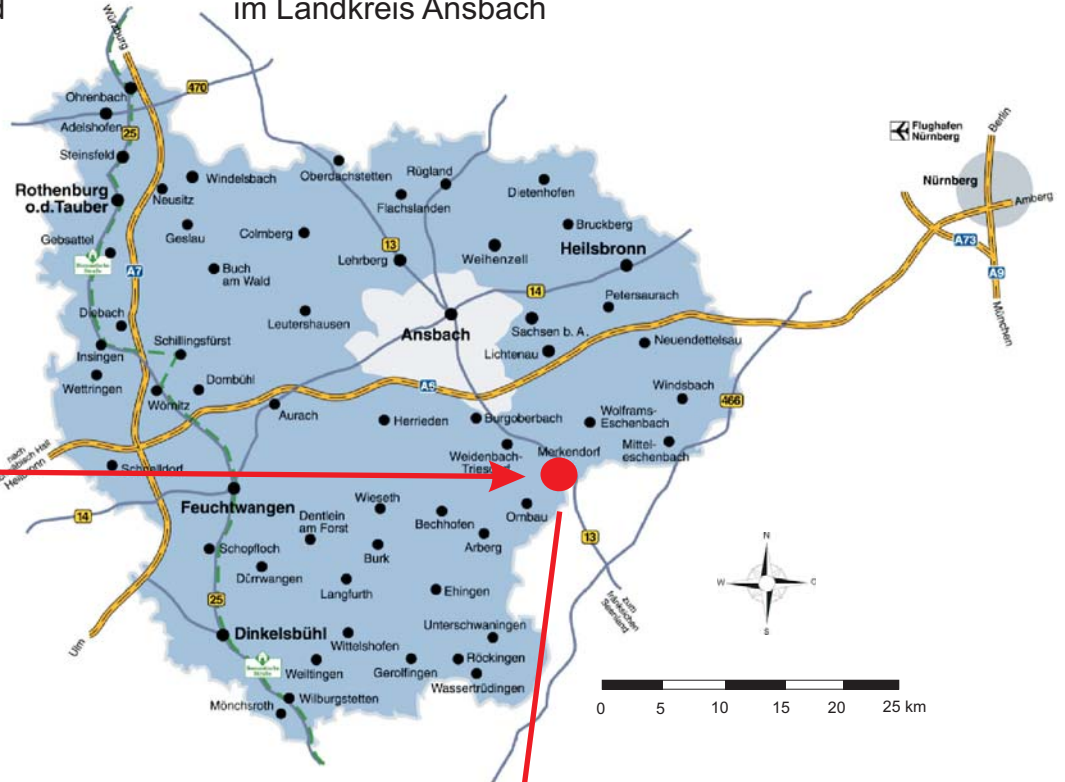 im Landkreis Ansbach
Würzburg
470
Ohrenbach
Adelshofen
25
Steinsfeld
Rothenburg
o.d.Tauber
Windelsbach
Neusitz
Oberdachstetten
Rügland
Flachslanden
Dietenhofen
Flughafen
Nürnberg
Berlin
Nürnberg
Amberg
A73
A9
München
Gebsattel
Geslau
Colmberg
13
Lehrberg
Weihenzell
Bruckberg
Heilsbronn
A7
Buch
am Wald
14
Petersaurach
Diebach
Leutershausen
Ansbach
Sachsen b. A.
Insingen
Schillingsfürst
Lichtenau
Neuendettelsau
Wettringen
Dombühl
Wörnitz
A6
Windsbach
466
Aurach
Herrieden
Burgoberbach
Wolframs-
Eschenbach
Mittel-
eschenbach
nach
Heilbronn
Schnelldorf
Weidenbach-
Merkendorf
14
Feuchtwangen
Wieseth
Dentlein
am Forst
Bechhofen
Ornbau
Arberg
13
Schopfloch
Burk
Dürrwangen
Langfurth
Ehingen
zum
fränkischen
Seenland
N
W
O
S
25
Ulm
Dinkelsbühl
Wittelshofen
Unterschwaningen
Weiltingen
Gerolfingen
Röckingen
Wassertrüdingen
Mönchsroth
Wilburgstetten
0 5 10 15 20 25 km